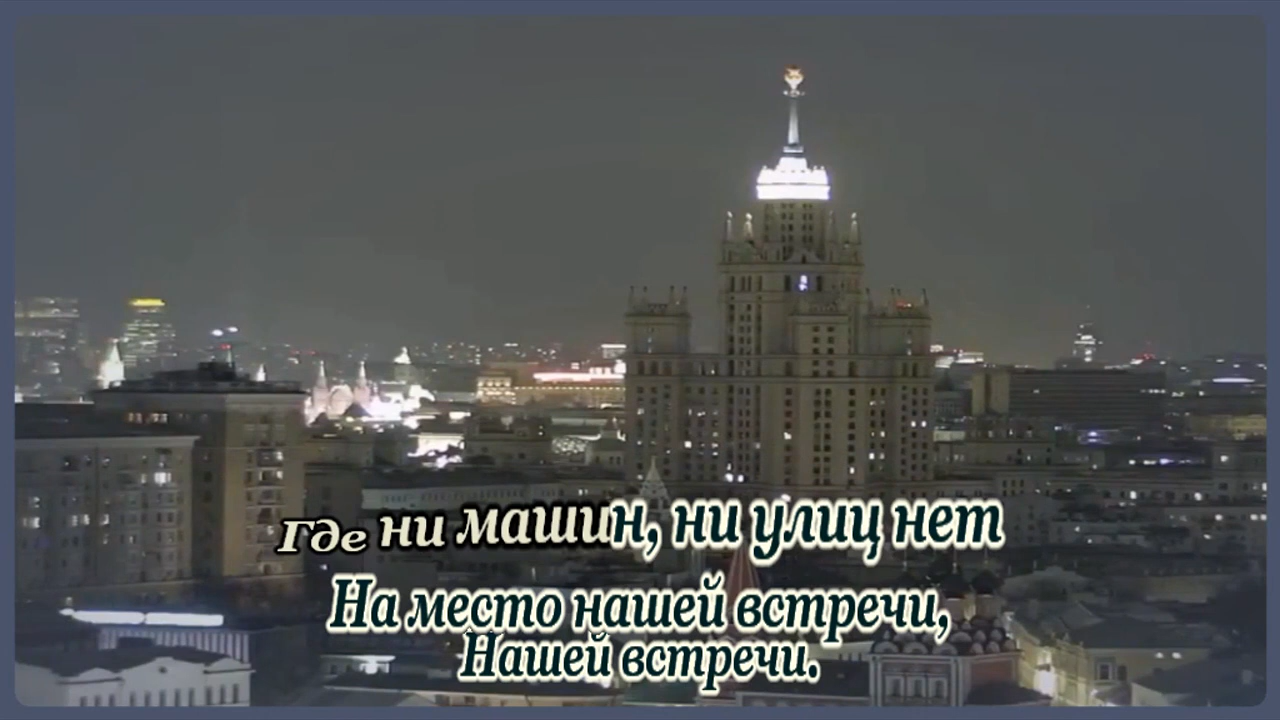 Где ни машин, ни улиц нет
На место нашей встречи,
Нашей встречи.